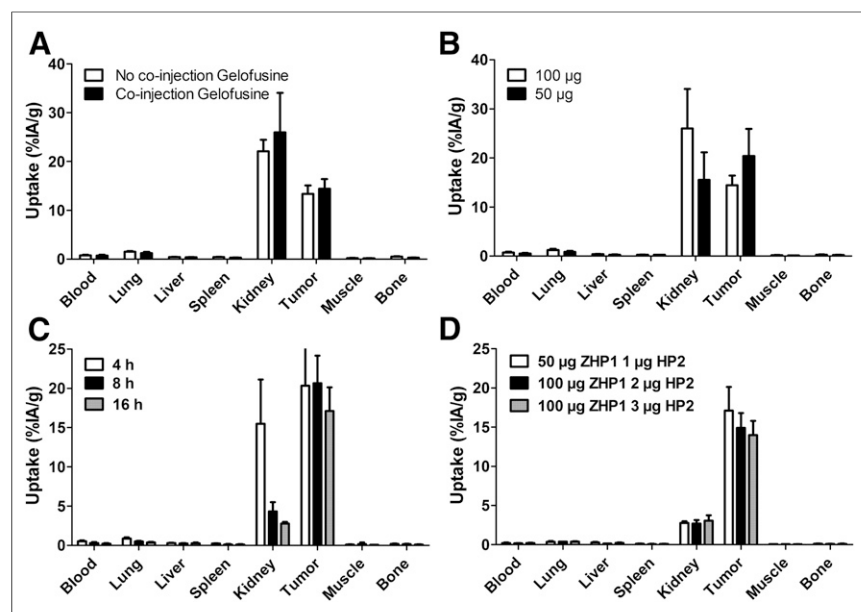 A
No co-injection Gelofusine
Co-injection Gelofusine
Uptake (%IA/g)
40
30
20
10
0
Blood Lung Liver Spleen Kidney Tumor Muscle Bone
B
100 µg
50 µg
Uptake (%IA/g)
40
30
20
10
0
Blood Lung Liver Spleen Kidney Tumor Muscle Bone
C
4 h
8 h
16 h
Uptake (%IA/g)
25
20
15
10
5
0
Blood Lung Liver Spleen Kidney Tumor Muscle Bone
D
50 µg ZHP1 1 µg HP2
100 µg ZHP1 2 µg HP2
100 µg ZHP1 3 µg HP2
Uptake (%IA/g)
25
20
15
10
5
0
Blood Lung Liver Spleen Kidney Tumor Muscle Bone